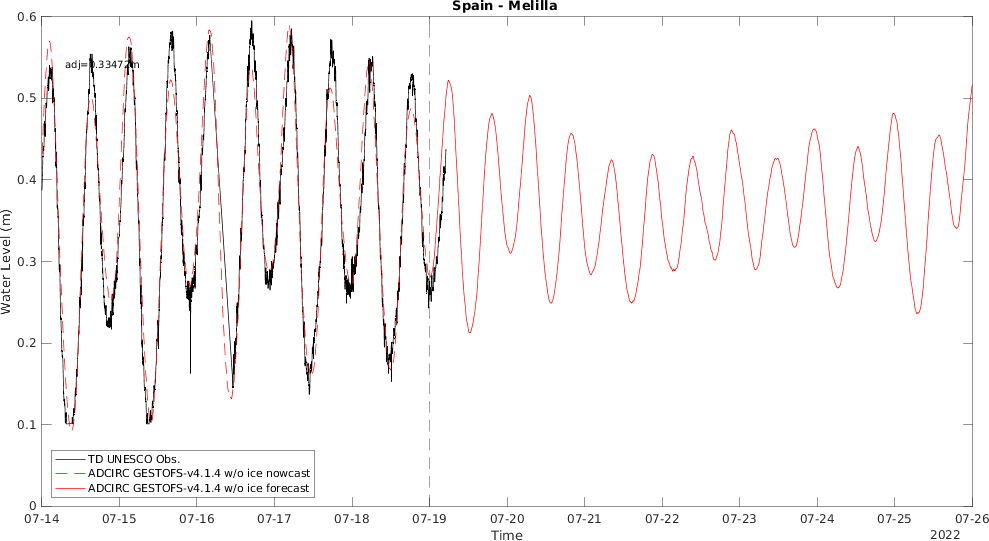 Spain - Melilla
adj=0.33472m
Water Level (m)
0.6
0.5
0.4
0.3
0.2
0.1
0
TD UNESCO Obs.
ADCIRC GESTOFS-v4.1.4 w/o ice nowcast
ADCIRC GESTOFS-v4.1.4 w/o ice forecast
07-14 07-15 07-16 07-17 07-18 07-19 07-20 07-21 07-22 07-23 07-24 07-25 07-26
Time
2022